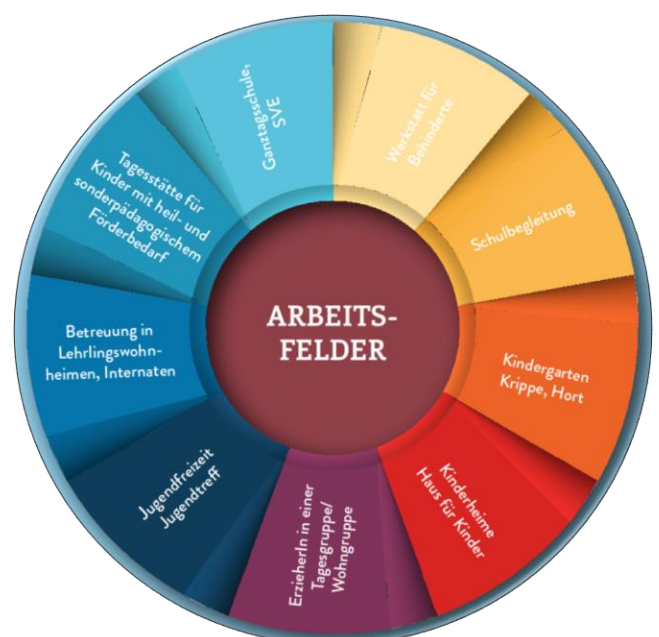 ARBEITS-
FELDER
Werkstatt für
Behinderte
Schulbegleitung
Kindergarten
Krippe, Hort
Kinderheime
Haus für Kinder
ErzieherIn in einer
Tagesgruppe/
Wohngruppe
Jugendfreizeit
Jugendtreff
Betreuung in
Lehrlingswohn-
heimen, Internaten
Tagesstätte für
Kinder mit heil- und
sonderpädagogischem
Förderbedarf
Ganztagsschule,
SVE